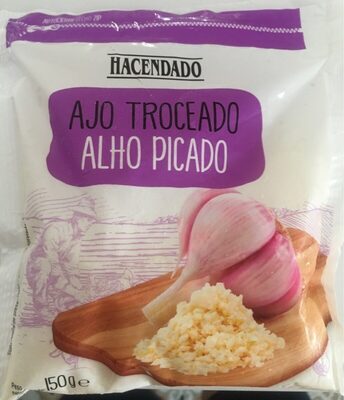 HACENDADO
AJO TROCEADO
ALHO PICADO
150g e